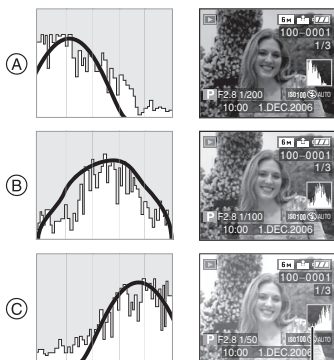 A
6M
100-0001
1/3
P F2.8 1/200 ISO100 AUTO
10:00 1.DEC.2006
B
6M
100-0001
1/3
P F2.8 1/100 ISO100 AUTO
10:00 1.DEC.2006
C
6M
100-0001
1/3
P F2.8 1/50 ISO100 AUTO
10:00 1.DEC.2006